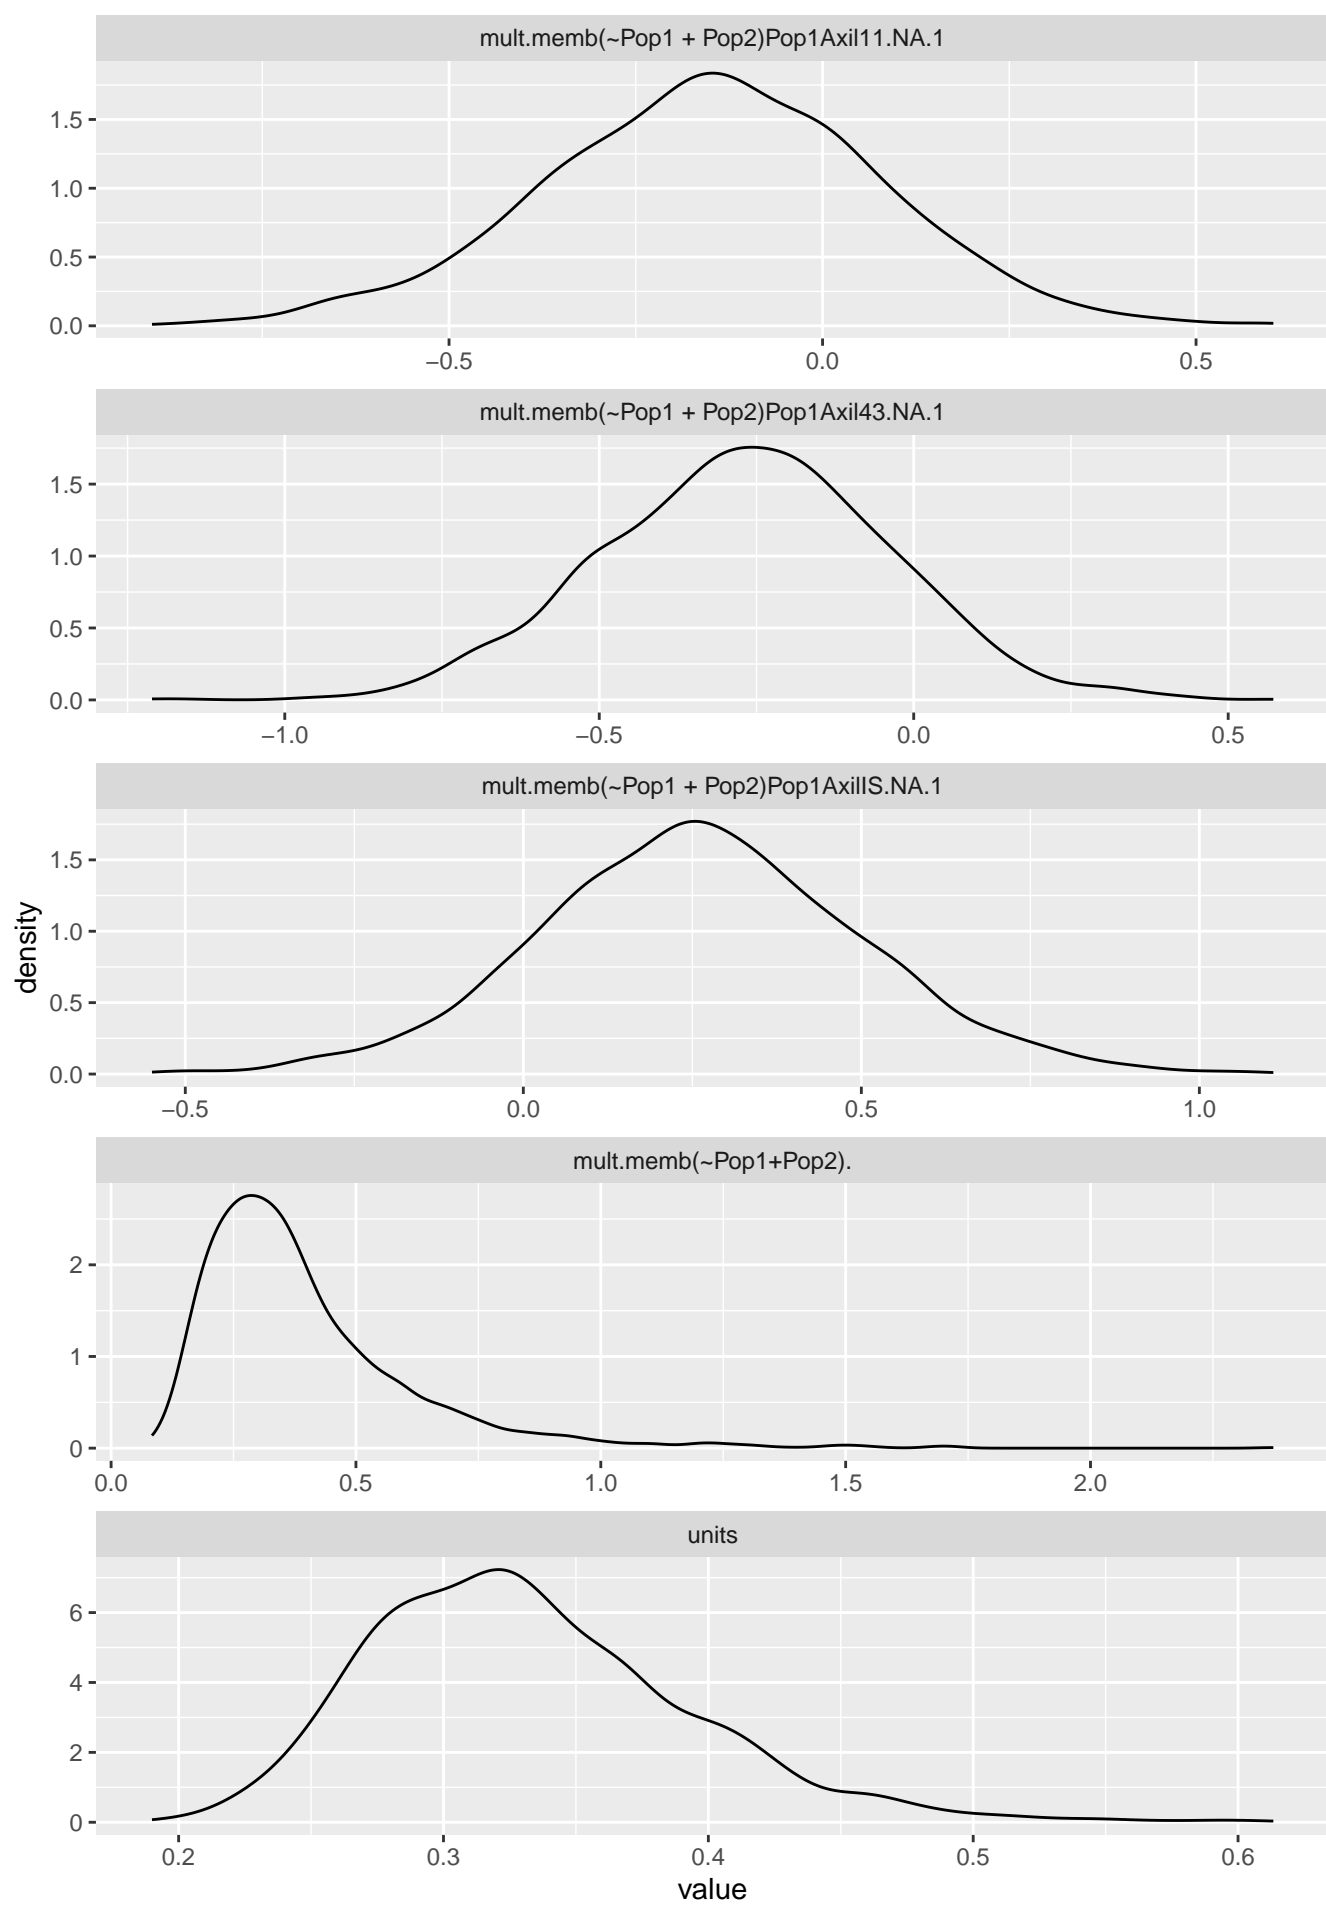 mult.memb(~Pop1 + Pop2)Pop1Axil11.NA.1
1.5
1.0
0.5
0.0
−0.5 0.0 0.5
mult.memb(~Pop1 + Pop2)Pop1Axil43.NA.1
1.5
1.0
0.5
0.0
−1.0 −0.5 0.0 0.5
mult.memb(~Pop1 + Pop2)Pop1AxilIS.NA.1
1.5
1.0
0.5
0.0
−0.5 0.0 0.5 1.0
density
mult.memb(~Pop1+Pop2).
2
1
0
0.0 0.5 1.0 1.5 2.0
units
6
4
2
0
0.2 0.3 0.4 0.5 0.6
value